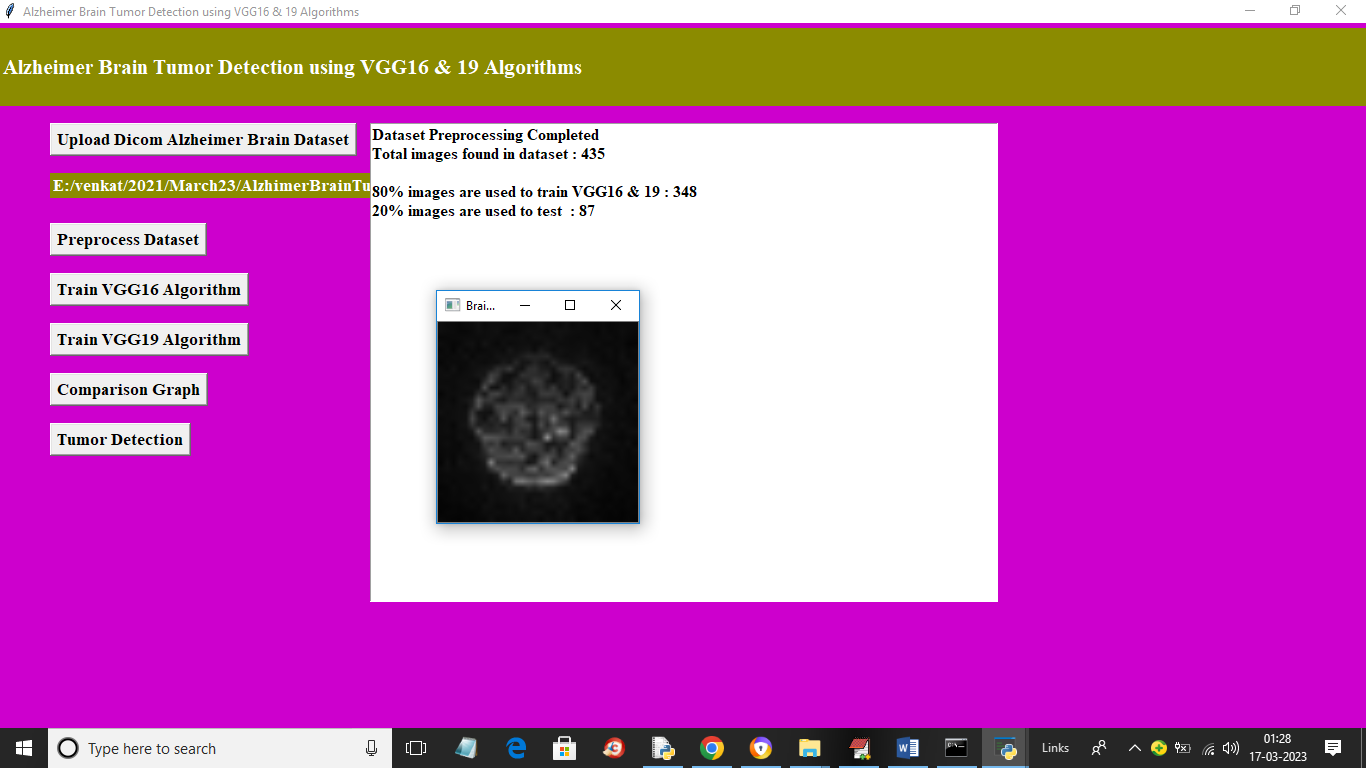 Alzheimer Brain Tumor Detection using VGG16 & 19 Algorithms
Alzheimer Brain Tumor Detection using VGG16 & 19 Algorithms
Upload Dicom Alzheimer Brain Dataset
E:/venkat/2021/March23/AlzhimerBrainTu
Preprocess Dataset
Train VGG16 Algorithm
Train VGG19 Algorithm
Comparison Graph
Tumor Detection
Dataset Preprocessing Completed
Total images found in dataset : 435
80% images are used to train VGG16 & 19 : 348
20% images are used to test  : 87
Brai...
Type here to search
Links
01:28
17-03-2023